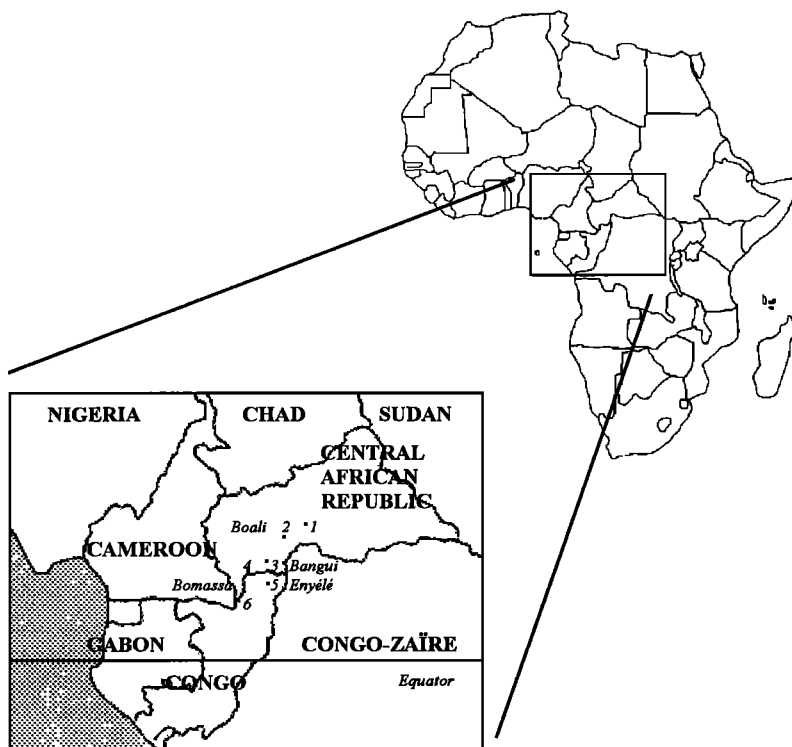 NIGERIA CHAD SUDAN
CENTRAL
AFRICAN
REPUBLIC
Boali 2 1
CAMEROON
4 3 Bangui
Bomassa 5 Enyélé
6
GABON CONGO-ZAÏRE
CONGO Equator